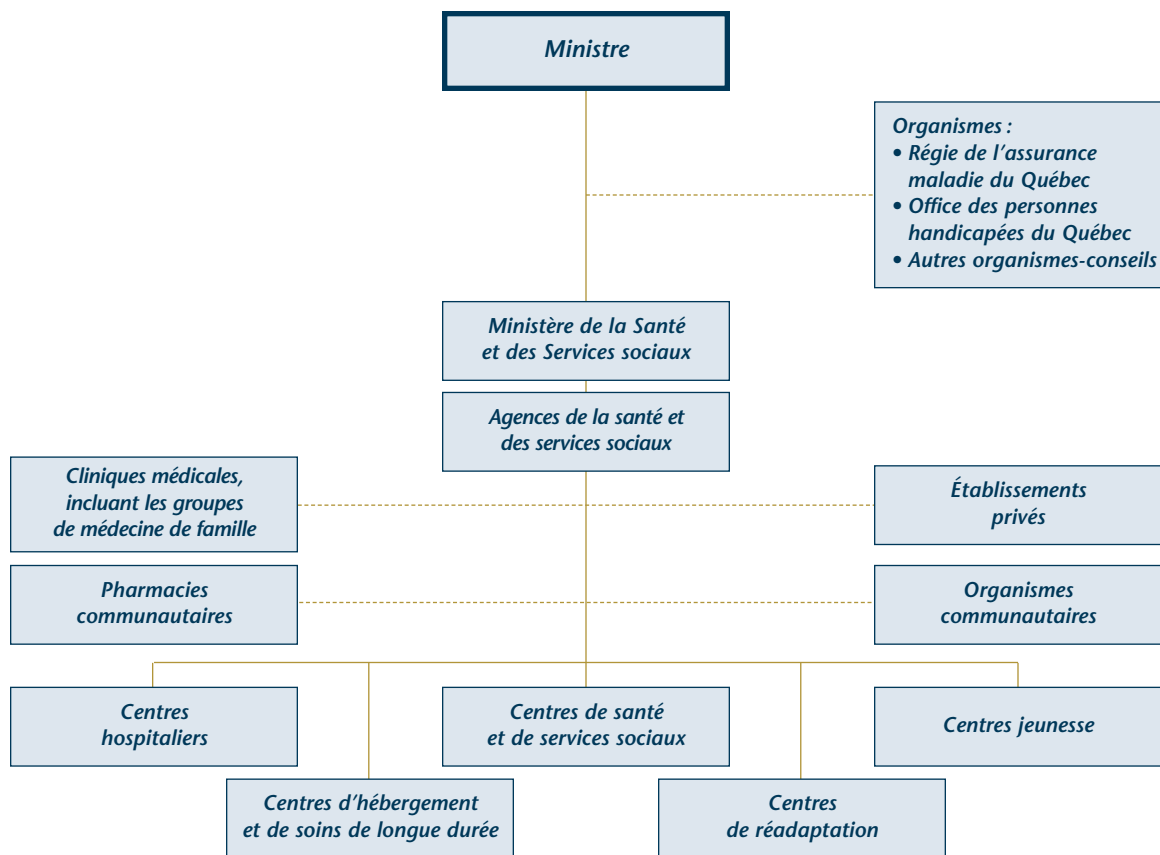 Ministre
Organismes :
• Régie de l'assurance
maladie du Québec
• Office des personnes
handicapées du Québec
• Autres organismes-conseils
Ministère de la Santé
et des Services sociaux
Agences de la santé et
des services sociaux
Cliniques médicales,
incluant les groupes
de médecine de famille
Établissements
privés
Pharmacies
communautaires
Organismes
communautaires
Centres
hospitaliers
Centres de santé
et de services sociaux
Centres jeunesse
Centres d'hébergement
et de soins de longue durée
Centres
de réadaptation